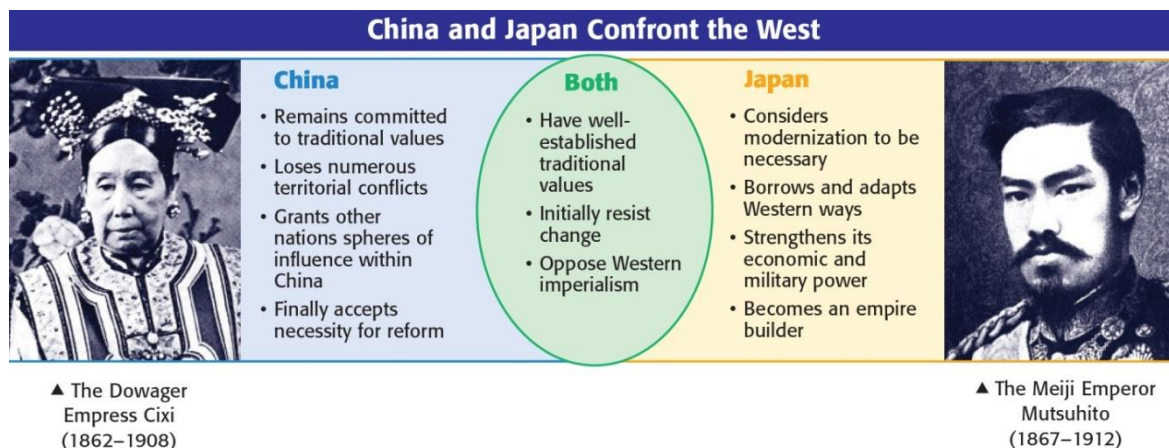 China and Japan Confront the West
China
• Remains committed
to traditional values
• Loses numerous
territorial conflicts
• Grants other
nations spheres of
influence within
China
• Finally accepts
necessity for reform
Both
• Have well-
established
traditional
values
• Initially resist
change
• Oppose Western
imperialism
Japan
• Considers
modernization to be
necessary
• Borrows and adapts
Western ways
• Strengthens its
economic and
military power
• Becomes an empire
builder
▲ The Dowager
Empress Cixi
(1862–1908)
▲ The Meiji Emperor
Mutsuhito
(1867–1912)